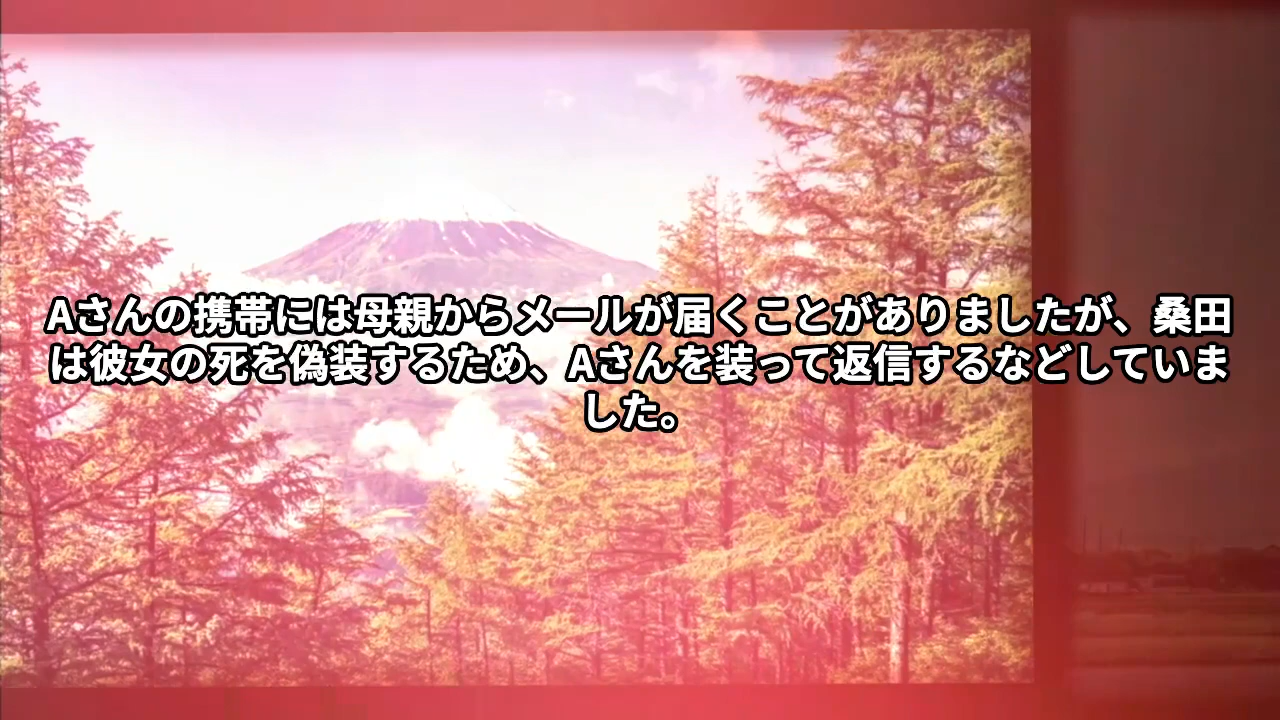 Aさんの携帯には母親からメールが届くことがありましたが、桑田
は彼女の死を偽装するため、Aさんを装って返信するなどしていま
した。